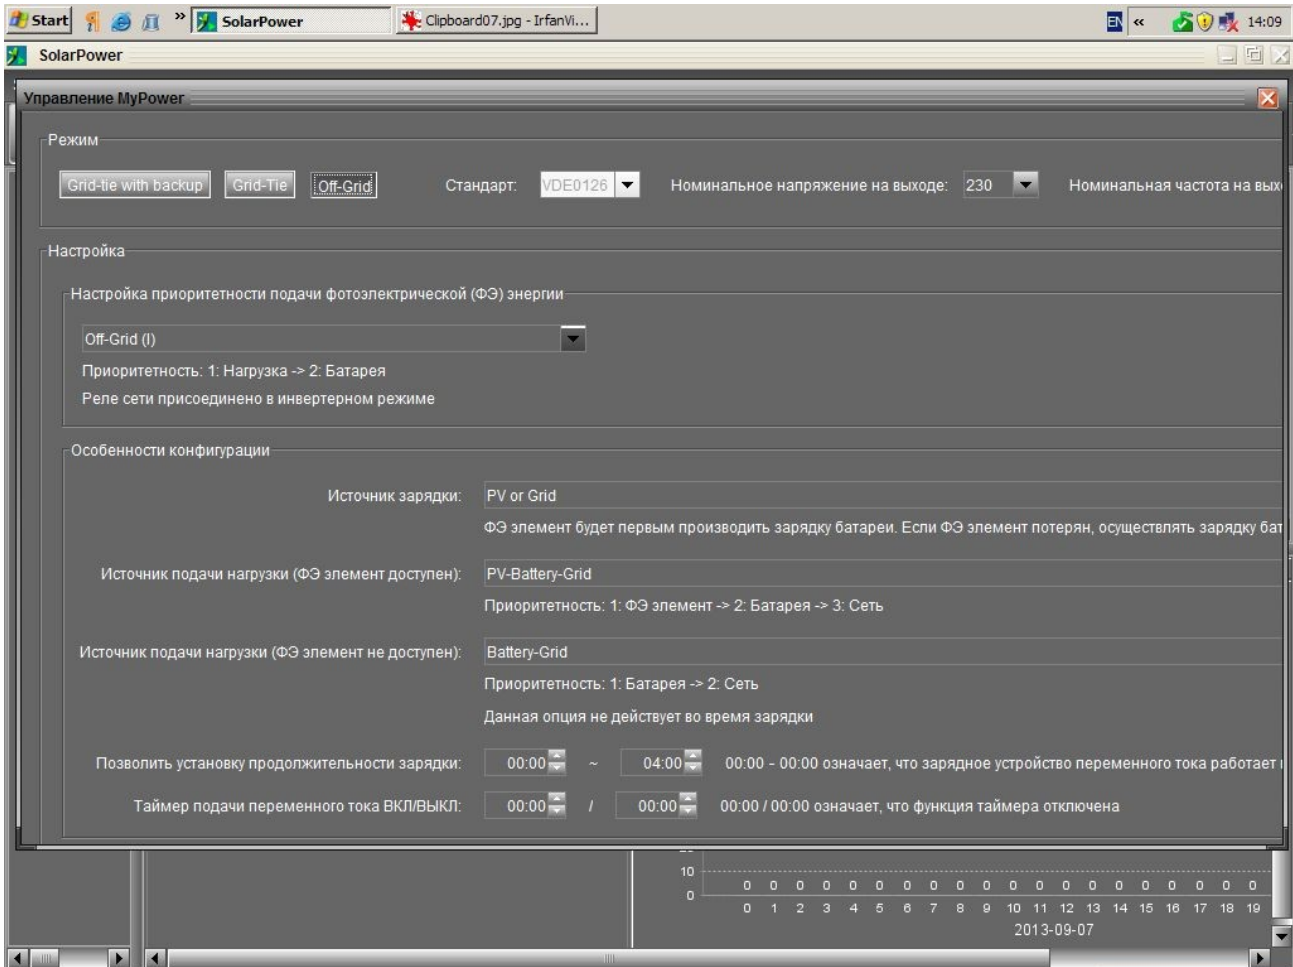 Start » SolarPower Clipboard07.jpg - IrfanVi... EN « 14:09
SolarPower
Управление MyPower
Режим
Grid-tie with backup Grid-Tie Off-Grid Стандарт: VDE0126 Номинальное напряжение на выходе: 230 Номинальная частота на вых
Настройка
Настройка приоритетности подачи фотоэлектрической (ФЭ) энергии
Off-Grid (I)
Приоритетность: 1: Нагрузка -> 2: Батарея
Реле сети присоединено в инвертерном режиме
Особенности конфигурации
Источник зарядки: PV or Grid
ФЭ элемент будет первым производить зарядку батареи. Если ФЭ элемент потерян, осуществлять зарядку бат
Источник подачи нагрузки (ФЭ элемент доступен): PV-Battery-Grid
Приоритетность: 1: ФЭ элемент -> 2: Батарея -> 3: Сеть
Источник подачи нагрузки (ФЭ элемент не доступен): Battery-Grid
Приоритетность: 1: Батарея -> 2: Сеть
Данная опция не действует во время зарядки
Позволить установку продолжительности зарядки: 00:00 ~ 04:00 00:00 - 00:00 означает, что зарядное устройство переменного тока работает
Таймер подачи переменного тока ВКЛ/ВЫКЛ: 00:00 / 00:00 00:00 / 00:00 означает, что функция таймера отключена
10
0
0 0 0 0 0 0 0 0 0 0 0 0 0 0 0 0 0 0 0 0
0 1 2 3 4 5 6 7 8 9 10 11 12 13 14 15 16 17 18 19
2013-09-07